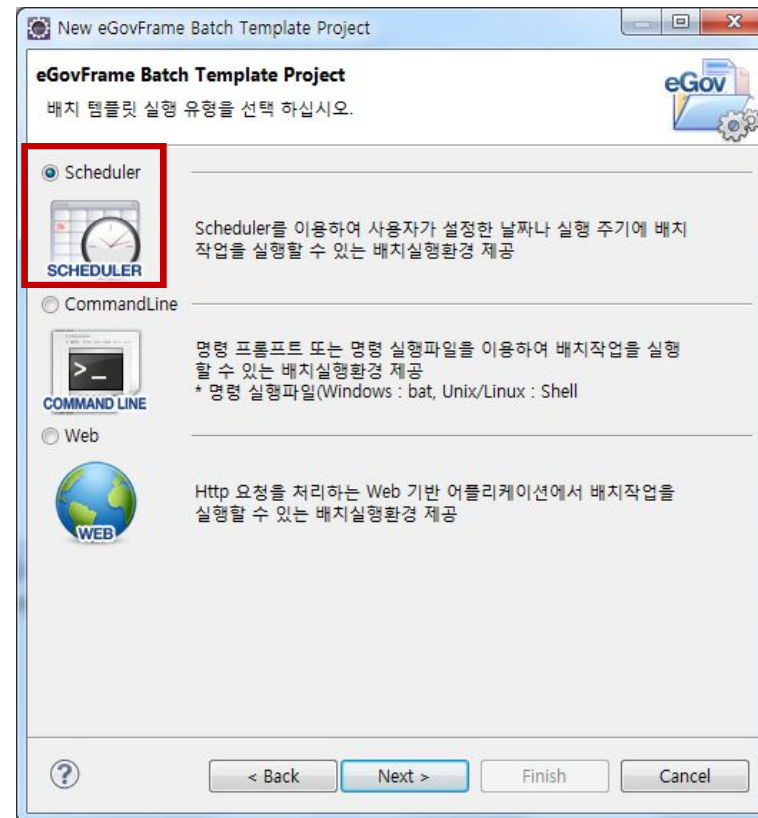 New eGovFrame Batch Template Project
eGovFrame Batch Template Project
eGov
배치 템플릿 실행 유형을 선택 하십시오.
Scheduler
Scheduler를 이용하여 사용자가 설정한 날짜나 실행 주기에 배치
작업을 실행할 수 있는 배치실행환경 제공
SCHEDULER
CommandLine
명령 프롬프트 또는 명령 실행파일을 이용하여 배치작업을 실행
할 수 있는 배치실행환경 제공
* 명령 실행파일(Windows : bat, Unix/Linux : Shell
>_
COMMAND LINE
Web
Http 요청을 처리하는 Web 기반 어플리케이션에서 배치작업을
실행할 수 있는 배치실행환경 제공
WEB
?
< Back
Next >
Finish
Cancel